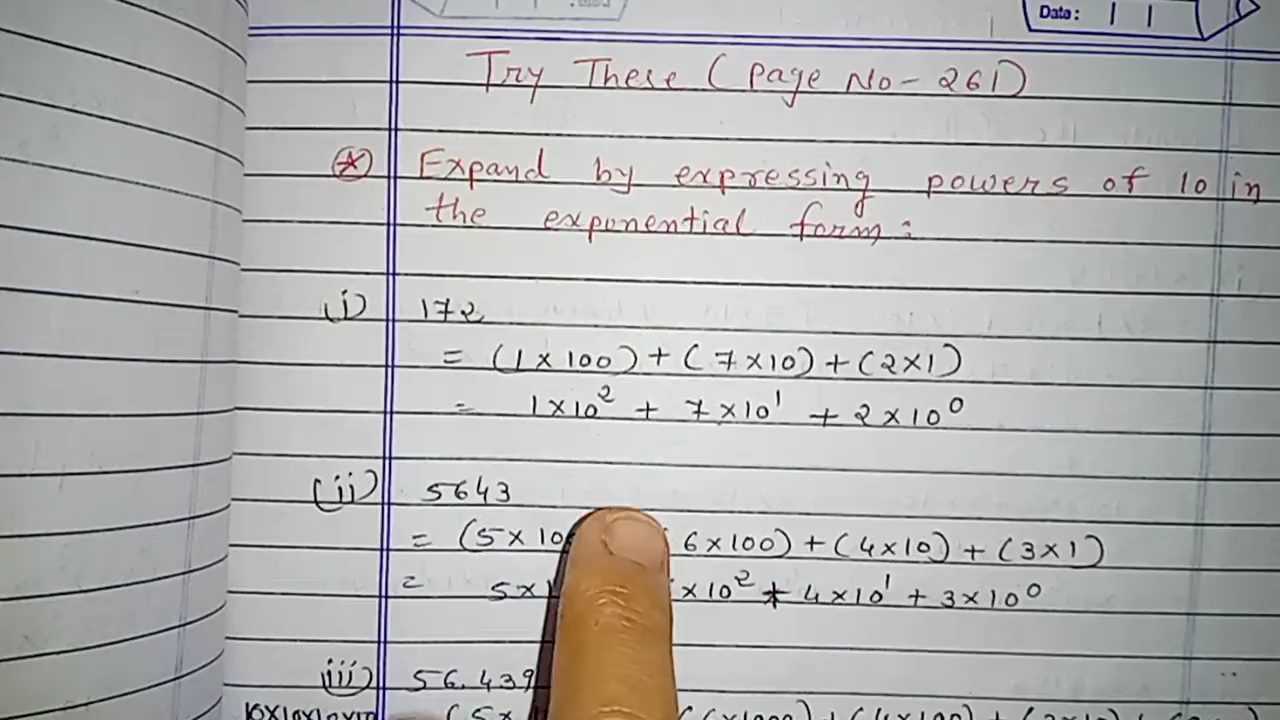 Date:
Try These (Page No - 261)
Expand by expressing powers of 10 in
the exponential form:
(i) 172
= (1×100) + (7×10) + (2×1)
= 1×10² + 7×10¹ + 2×10⁰
(ii) 5643
= (5×10 6×100) + (4×10) + (3×1)
= 5× ×10² + 4×10¹ + 3×10⁰
(iii) 56,439